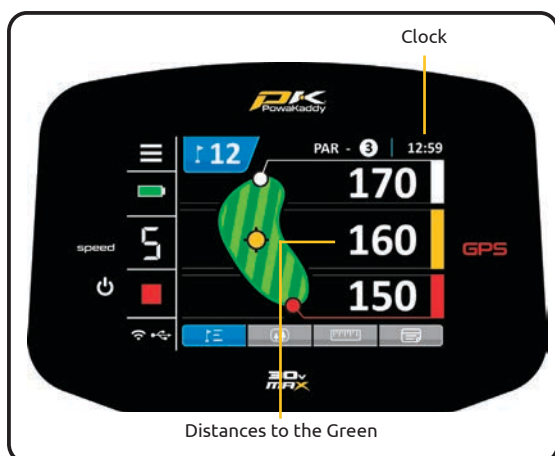 Clock
PK
PowaKaddy
12
PAR - 3
12:59
170
speed
5
160
GPS
150
30V
MAX
Distances to the Green